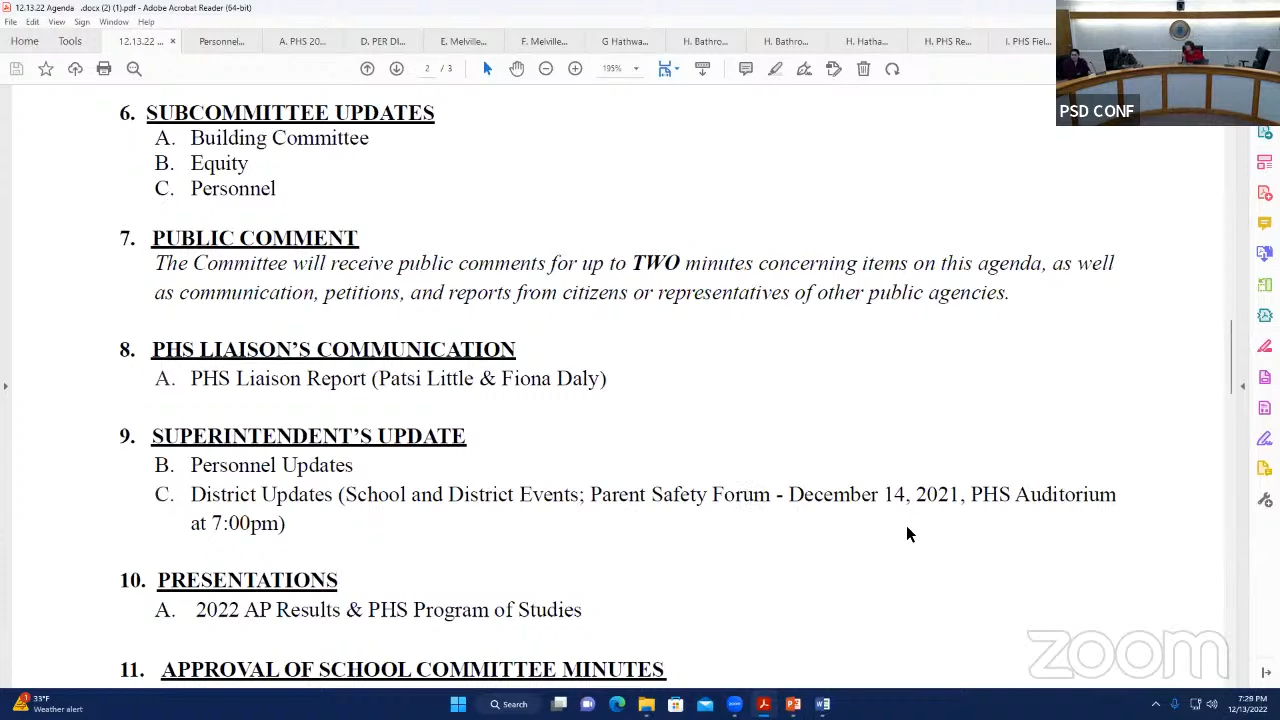 12.13.22 Agenda .docx (2) (1).pdf - Adobe Acrobat Reader (64-bit)
File Edit View Sign Window Help
Home Tools 12.13.22 ... × Personnel... A. PHS 20... D. PER DI... E. Melvile... F. Melville... G Hathwa... H. Bathro... H. Bathro... H. Hatha... H. PHS Re... I. PHS Fiel...
2 / 3 195%
PSD CONF
6. SUBCOMMITTEE UPDATES
A. Building Committee
B. Equity
C. Personnel
7. PUBLIC COMMENT
The Committee will receive public comments for up to TWO minutes concerning items on this agenda, as well
as communication, petitions, and reports from citizens or representatives of other public agencies.
8. PHS LIAISON'S COMMUNICATION
A. PHS Liaison Report (Patsi Little & Fiona Daly)
9. SUPERINTENDENT'S UPDATE
B. Personnel Updates
C. District Updates (School and District Events; Parent Safety Forum - December 14, 2021, PHS Auditorium
at 7:00pm)
10. PRESENTATIONS
A. 2022 AP Results & PHS Program of Studies
11. APPROVAL OF SCHOOL COMMITTEE MINUTES
zoom
33°F
Weather alert
Search
7:28 PM
12/13/2022